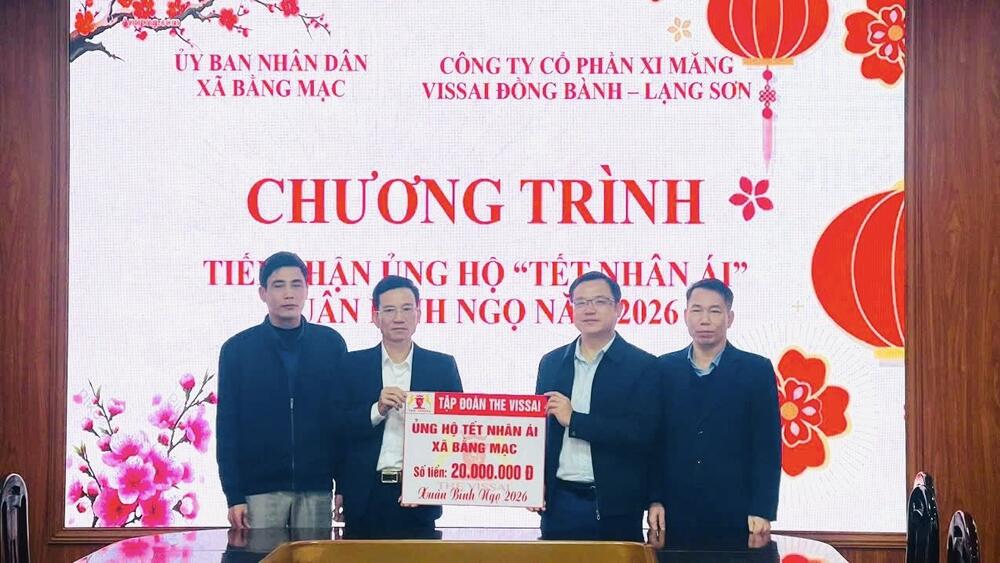 ỦY BAN NHÂN DÂN
XÃ BẰNG MẠC
CÔNG TY CỔ PHẦN XI MĂNG
VISSAI ĐỒNG BÀNH – LẠNG SƠN
CHƯƠNG TRÌNH
ỦNG HỘ “TẾT NHÂN ÁI”
NGỌ 2026
TẬP ĐOÀN THE VISSAI
ỦNG HỘ TẾT NHÂN ÁI
XÃ BẰNG MẠC
Số tiền: 20.000.000 Đ
THE VISSAI
Xuân Bính Ngọ 2026